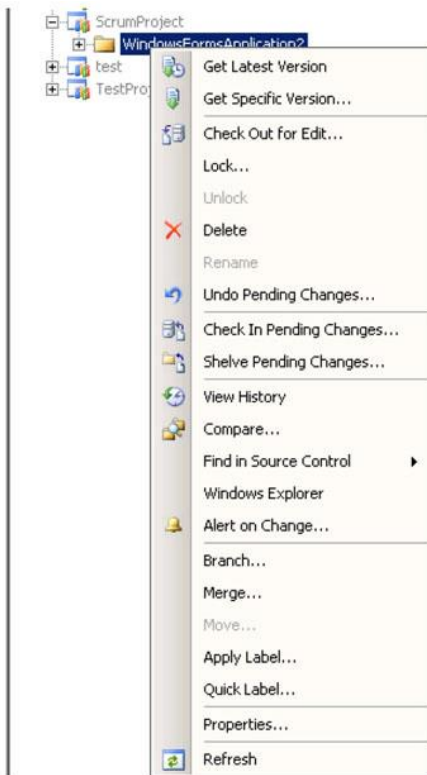 ScrumProject
WindowsFormsApplication2
test
TestPro
Get Latest Version
Get Specific Version...
Check Out for Edit...
Lock...
Unlock
Delete
Rename
Undo Pending Changes...
Check In Pending Changes...
Shelve Pending Changes...
View History
Compare...
Find in Source Control
Windows Explorer
Alert on Change...
Branch...
Merge...
Move...
Apply Label...
Quick Label...
Properties...
Refresh